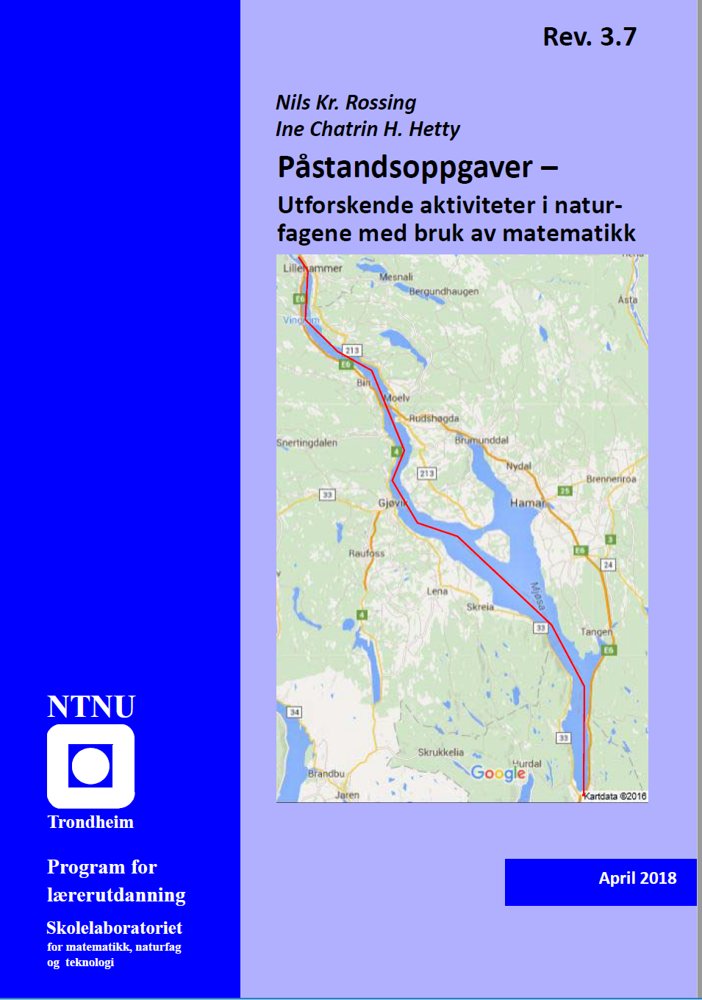 Rev. 3.7
Nils Kr. Rossing
Ine Chatrin H. Hetty
Påstandsoppgaver –
Utforskende aktiviteter i natur-
fagene med bruk av matematikk
Lillehammer
Mesnali
Bergundhaugen
E6
Åsta
Vingrom
213
E6
Biri
Moelv
Rudshøgda
Snertingdalen
Brumunddal
4
213
Nydal
Brenneriroa
33
25
Gjøvik
Hamar
3
E6
Raufoss
24
Lena
Mjøsa
Skreia
4
33
Tangen
E6
34
33
Skrukkelia
Hurdal
Google
Brandbu
Jaren
Kartdata ©2016
NTNU
Trondheim
Program for
lærerutdanning
Skolelaboratoriet
for matematikk, naturfag
og teknologi
April 2018